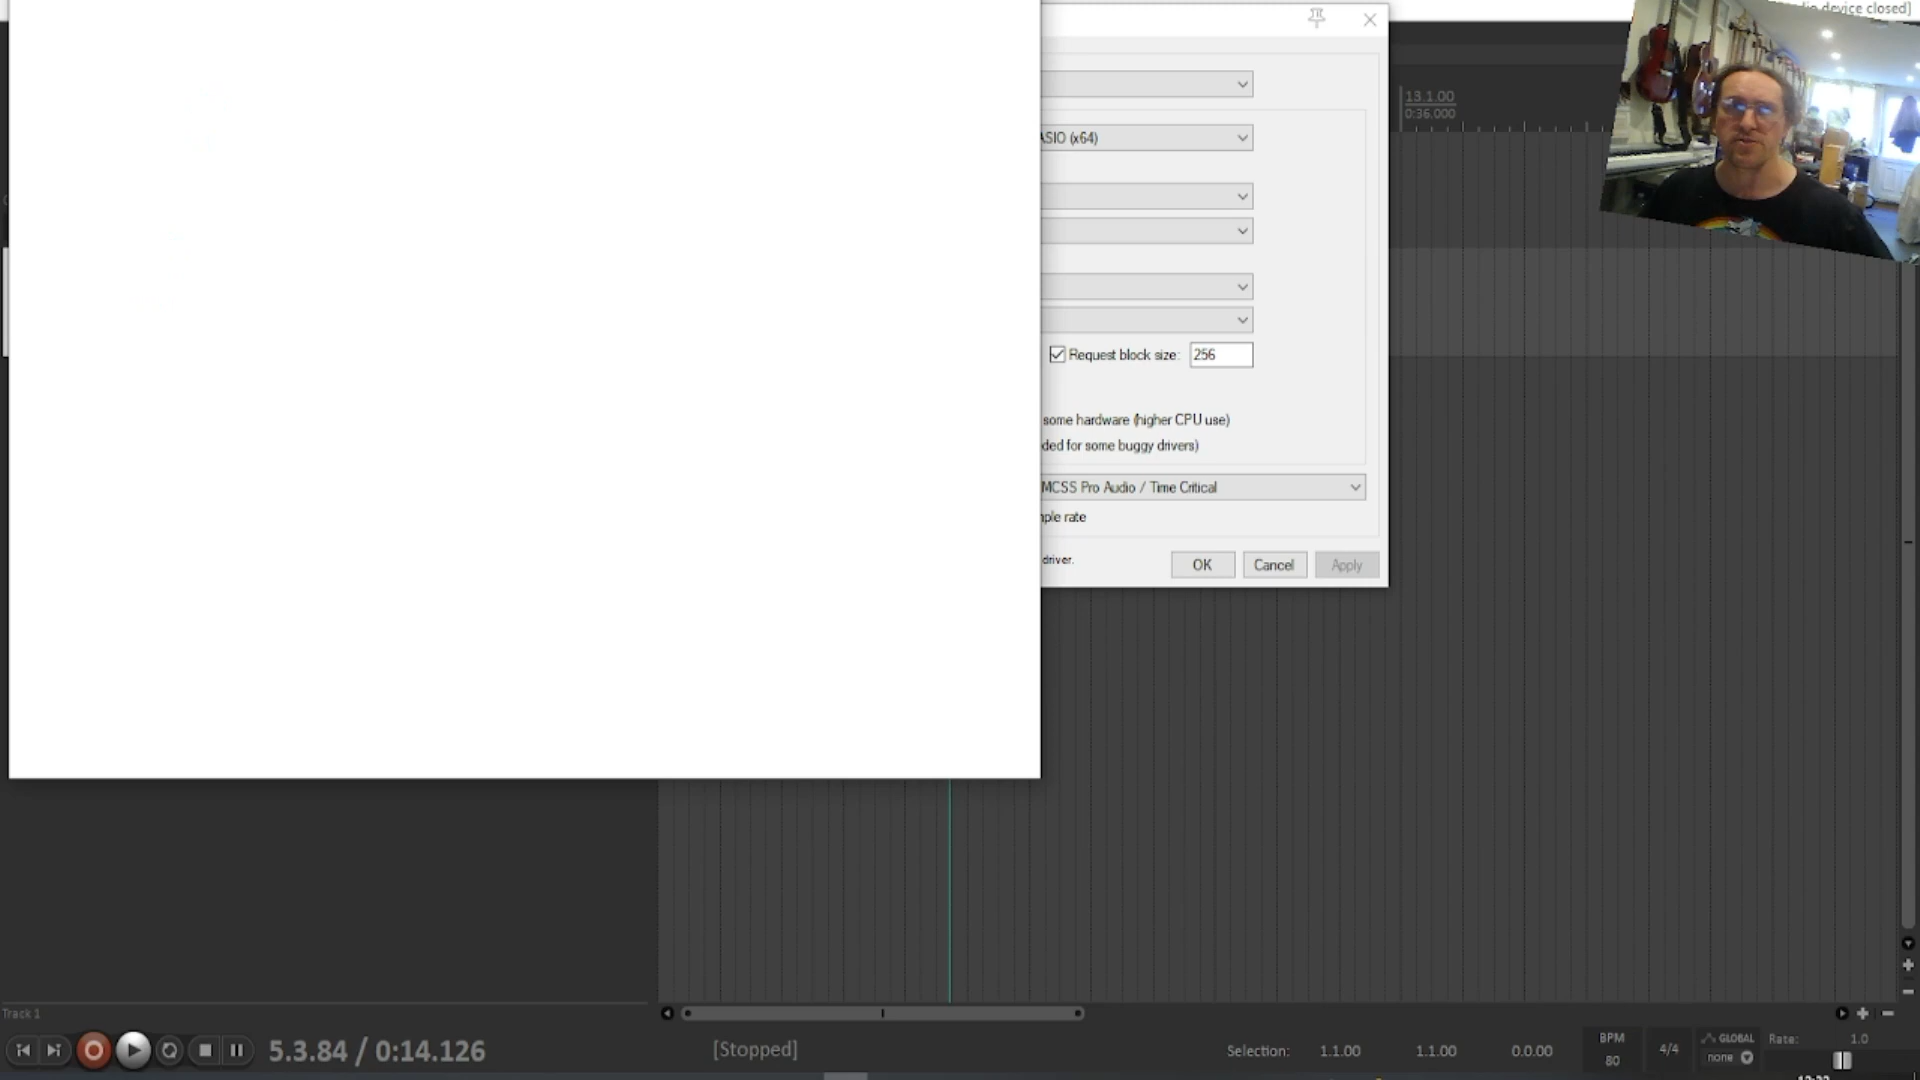 device closed]
13.1.00
0:36.000
ASIO (x64)
Request block size: 256
some hardware (higher CPU use)
ded for some buggy drivers)
MCSS Pro Audio / Time Critical
ple rate
driver.
OK
Cancel
Apply
Track 1
5.3.84 / 0:14.126
[Stopped]
Selection:
1.1.00
1.1.00
0.0.00
BPM
80
4/4
GLOBAL
none
Rate:
1.0